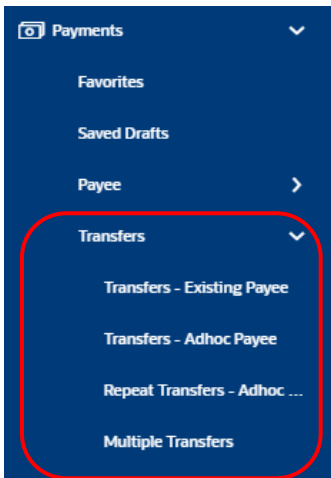 Payments
Favorites
Saved Drafts
Payee
Transfers
Transfers - Existing Payee
Transfers - Adhoc Payee
Repeat Transfers - Adhoc ...
Multiple Transfers